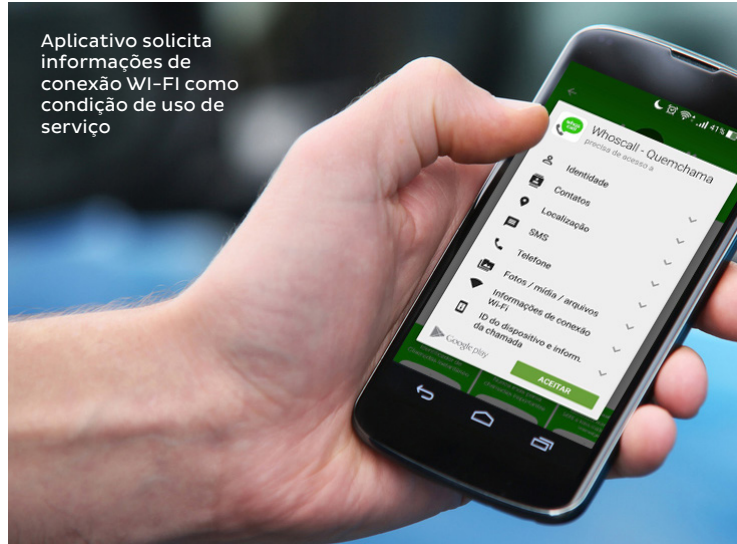 Aplicativo solicita
informações de
conexão WI-FI como
condição de uso de
serviço
41%
Whoscall - Quemchama
precisa de acesso a
Identidade
Contatos
Localização
SMS
Telefone
Fotos / mídia / arquivos
Informações de conexão
Wi-Fi
ID do dispositivo e inform.
da chamada
Google play
ACEITAR